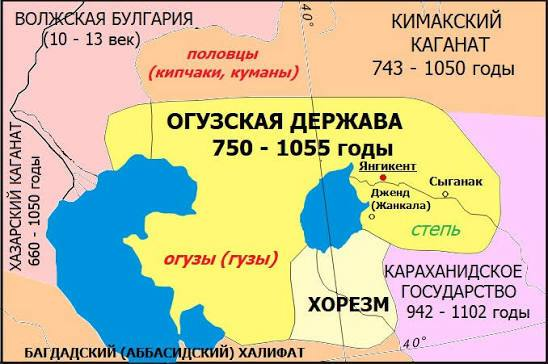 ВОЛЖСКАЯ БУЛГАРИЯ
(10 - 13 век)
40°
КИМАКСКИЙ
КАГАНАТ
743 - 1050 годы
половцы
(кипчаки, куманы)
ОГУЗСКАЯ ДЕРЖАВА
750 - 1055 годы
Янгикент
Сыганак
Дженд
(Жанкала)
степь
ХАЗАРСКИЙ КАГАНАТ
660 - 1050 годы
огузы (гузы)
ХОРЕЗМ
КАРАХАНИДСКОЕ
ГОСУДАРСТВО
942 - 1102 годы
40°
БАГДАДСКИЙ (АББАСИДСКИЙ) ХАЛИФАТ